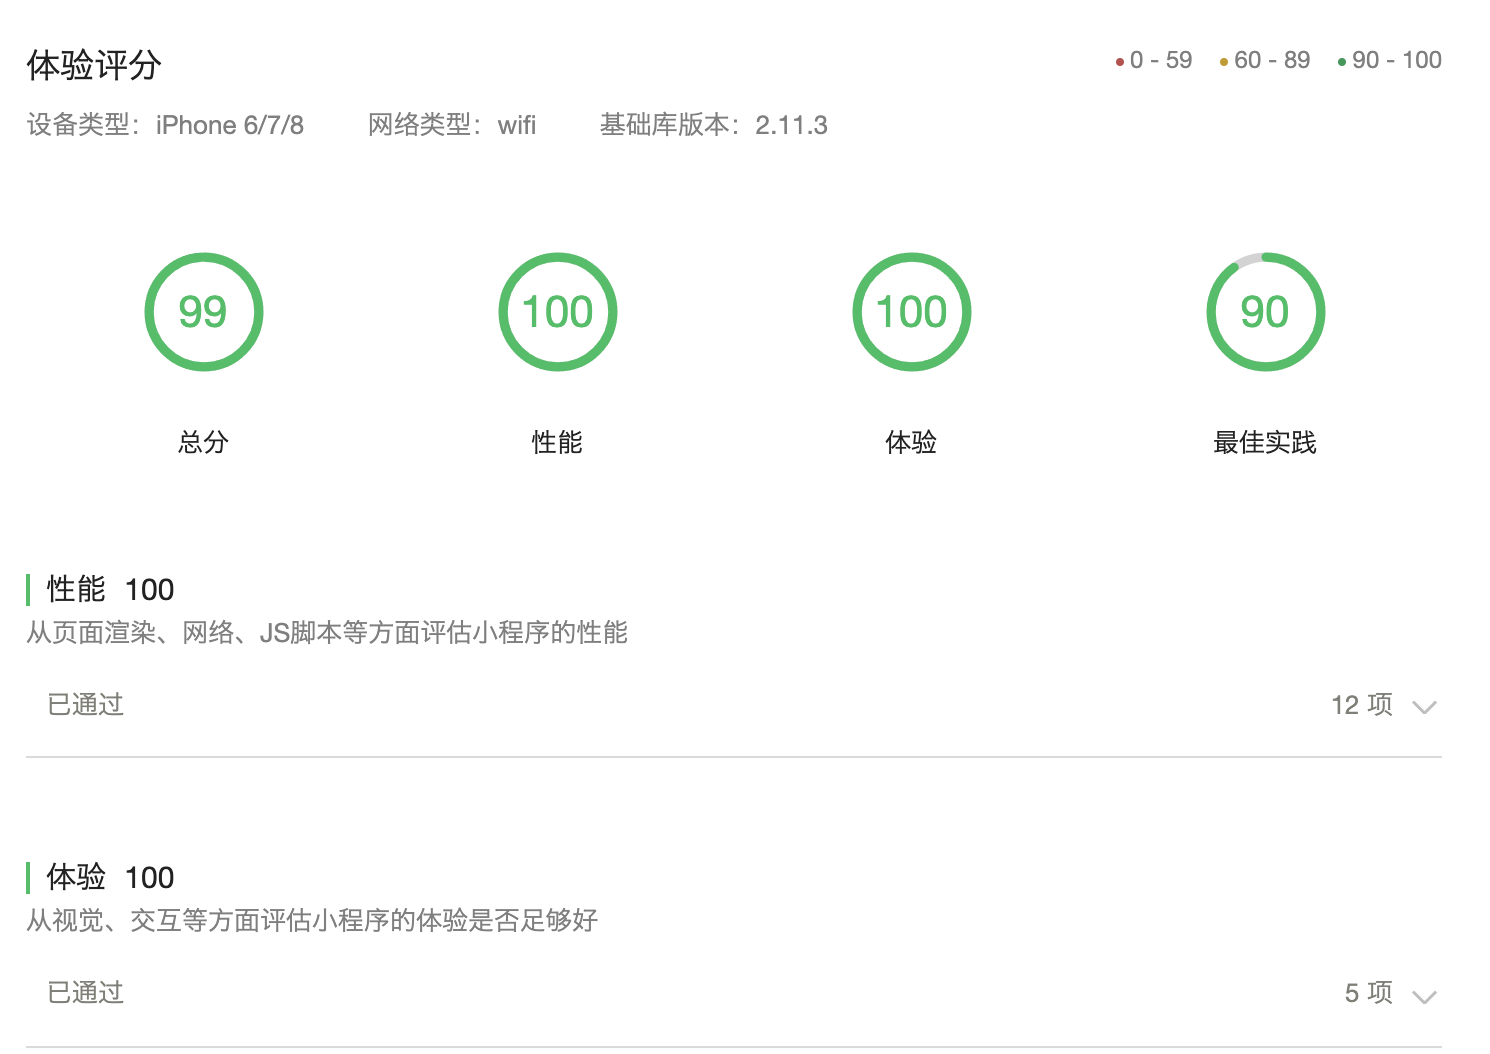 体验评分
0 - 59 60 - 89 90 - 100
设备类型：iPhone 6/7/8 网络类型：wifi 基础库版本：2.11.3
99 100 100 90
总分 性能 体验 最佳实践
性能 100
从页面渲染、网络、JS脚本等方面评估小程序的性能
已通过 12 项
体验 100
从视觉、交互等方面评估小程序的体验是否足够好
已通过 5 项